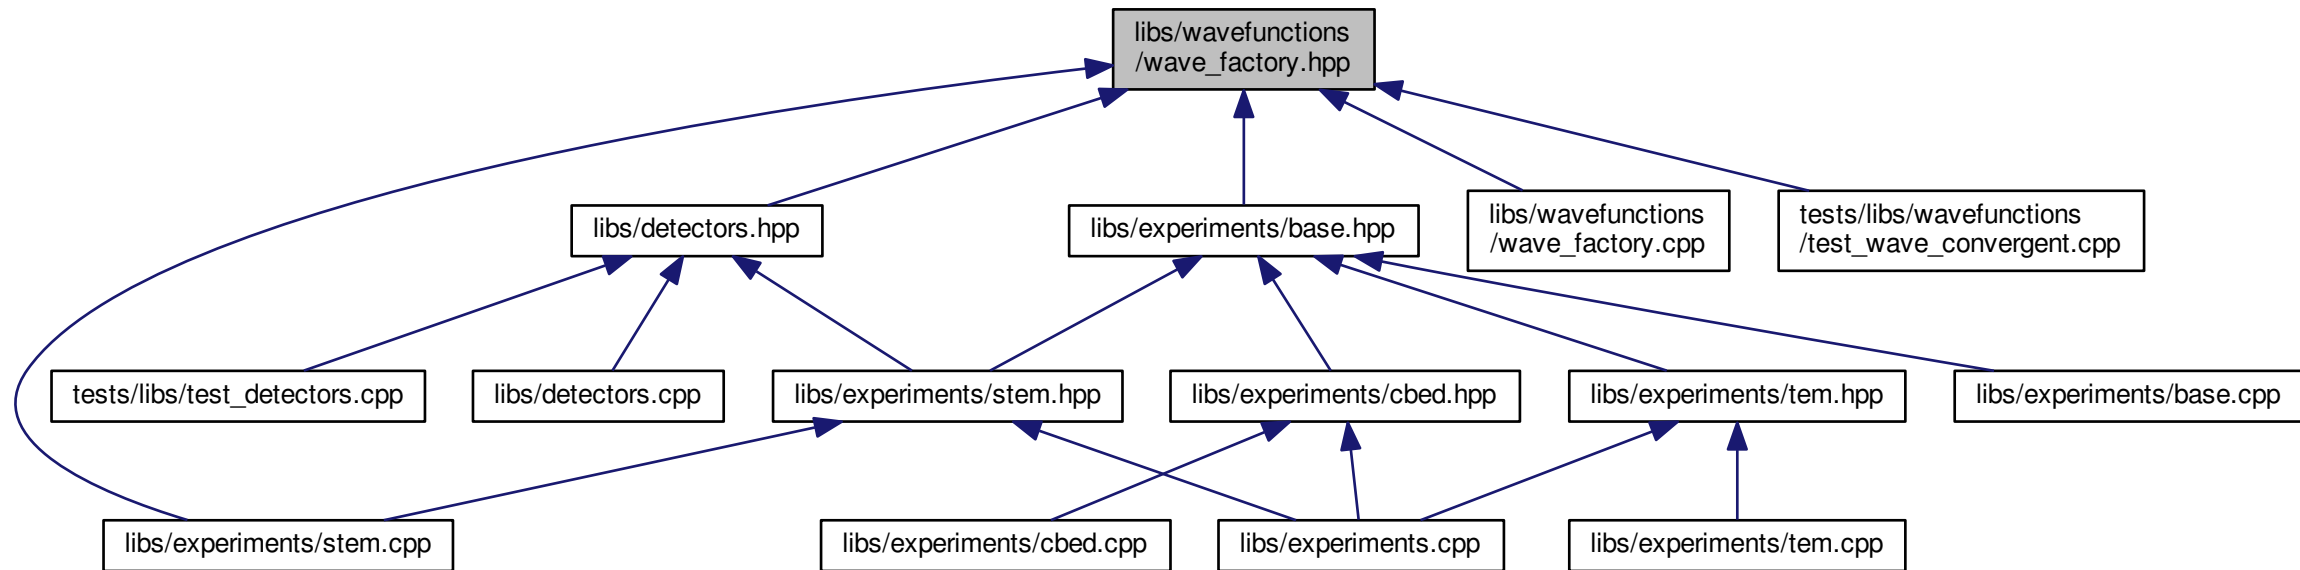 libs/wavefunctions
/wave_factory.hpp
libs/detectors.hpp
libs/experiments/base.hpp
libs/wavefunctions
/wave_factory.cpp
tests/libs/wavefunctions
/test_wave_convergent.cpp
tests/libs/test_detectors.cpp
libs/detectors.cpp
libs/experiments/stem.hpp
libs/experiments/cbed.hpp
libs/experiments/tem.hpp
libs/experiments/base.cpp
libs/experiments/stem.cpp
libs/experiments/cbed.cpp
libs/experiments.cpp
libs/experiments/tem.cpp